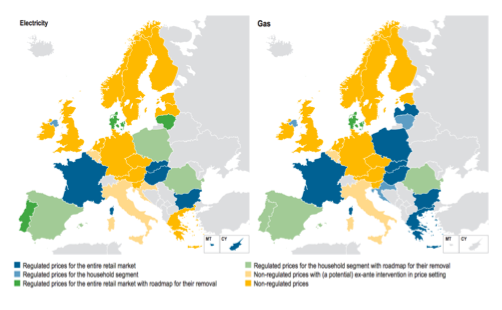 Electricity
Gas
MT
CY
MT
CY
Regulated prices for the entire retail market
Regulated prices for the household segment
Regulated prices for the entire retail market with roadmap for their removal
Regulated prices for the household segment with roadmap for their removal
Non-regulated prices with (a potential) ex-ante intervention in price setting
Non-regulated prices